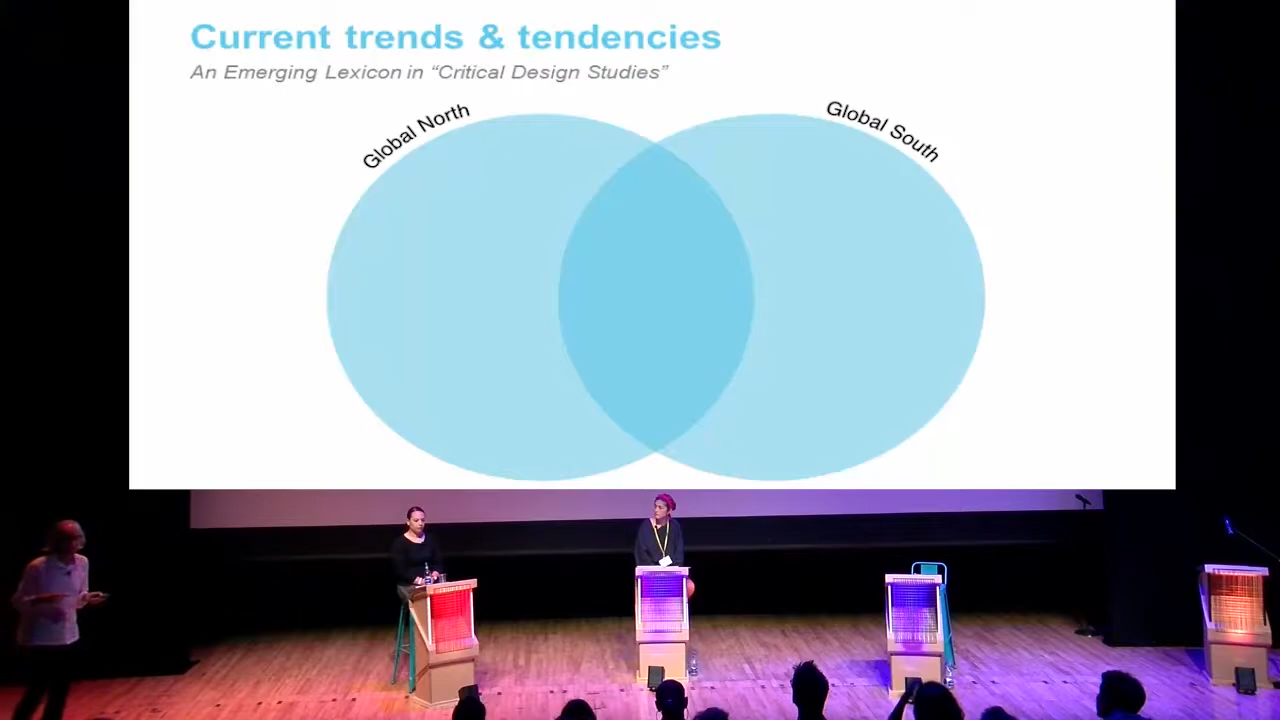 Current trends & tendencies
An Emerging Lexicon in “Critical Design Studies”
Global North
Global South